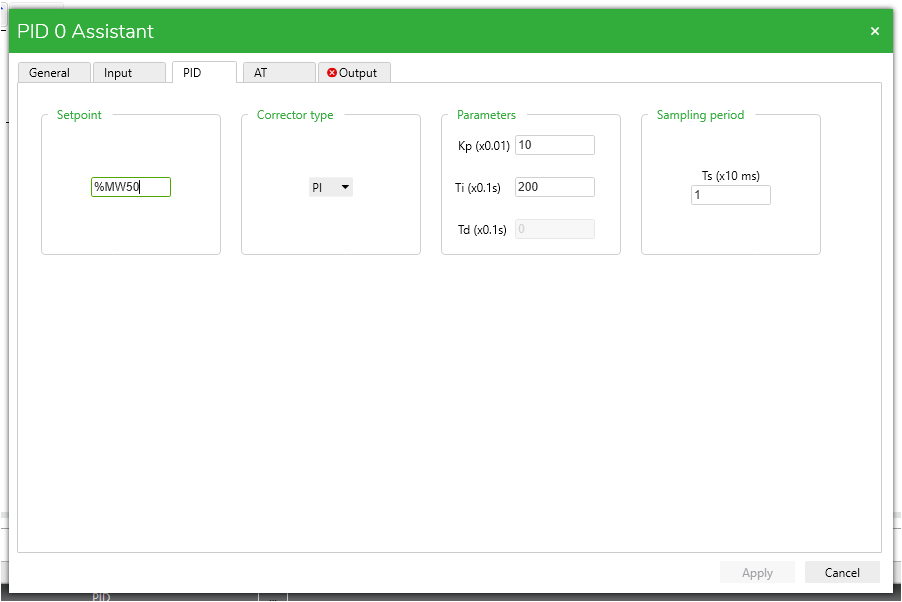 PID 0 Assistant
General
Input
PID
AT
Output
Setpoint
%MW50
Corrector type
PI
Parameters
Kp (x0.01) 10
Ti (x0.1s) 200
Td (x0.1s) 0
Sampling period
Ts (x10 ms)
1
Apply
Cancel
PID
...